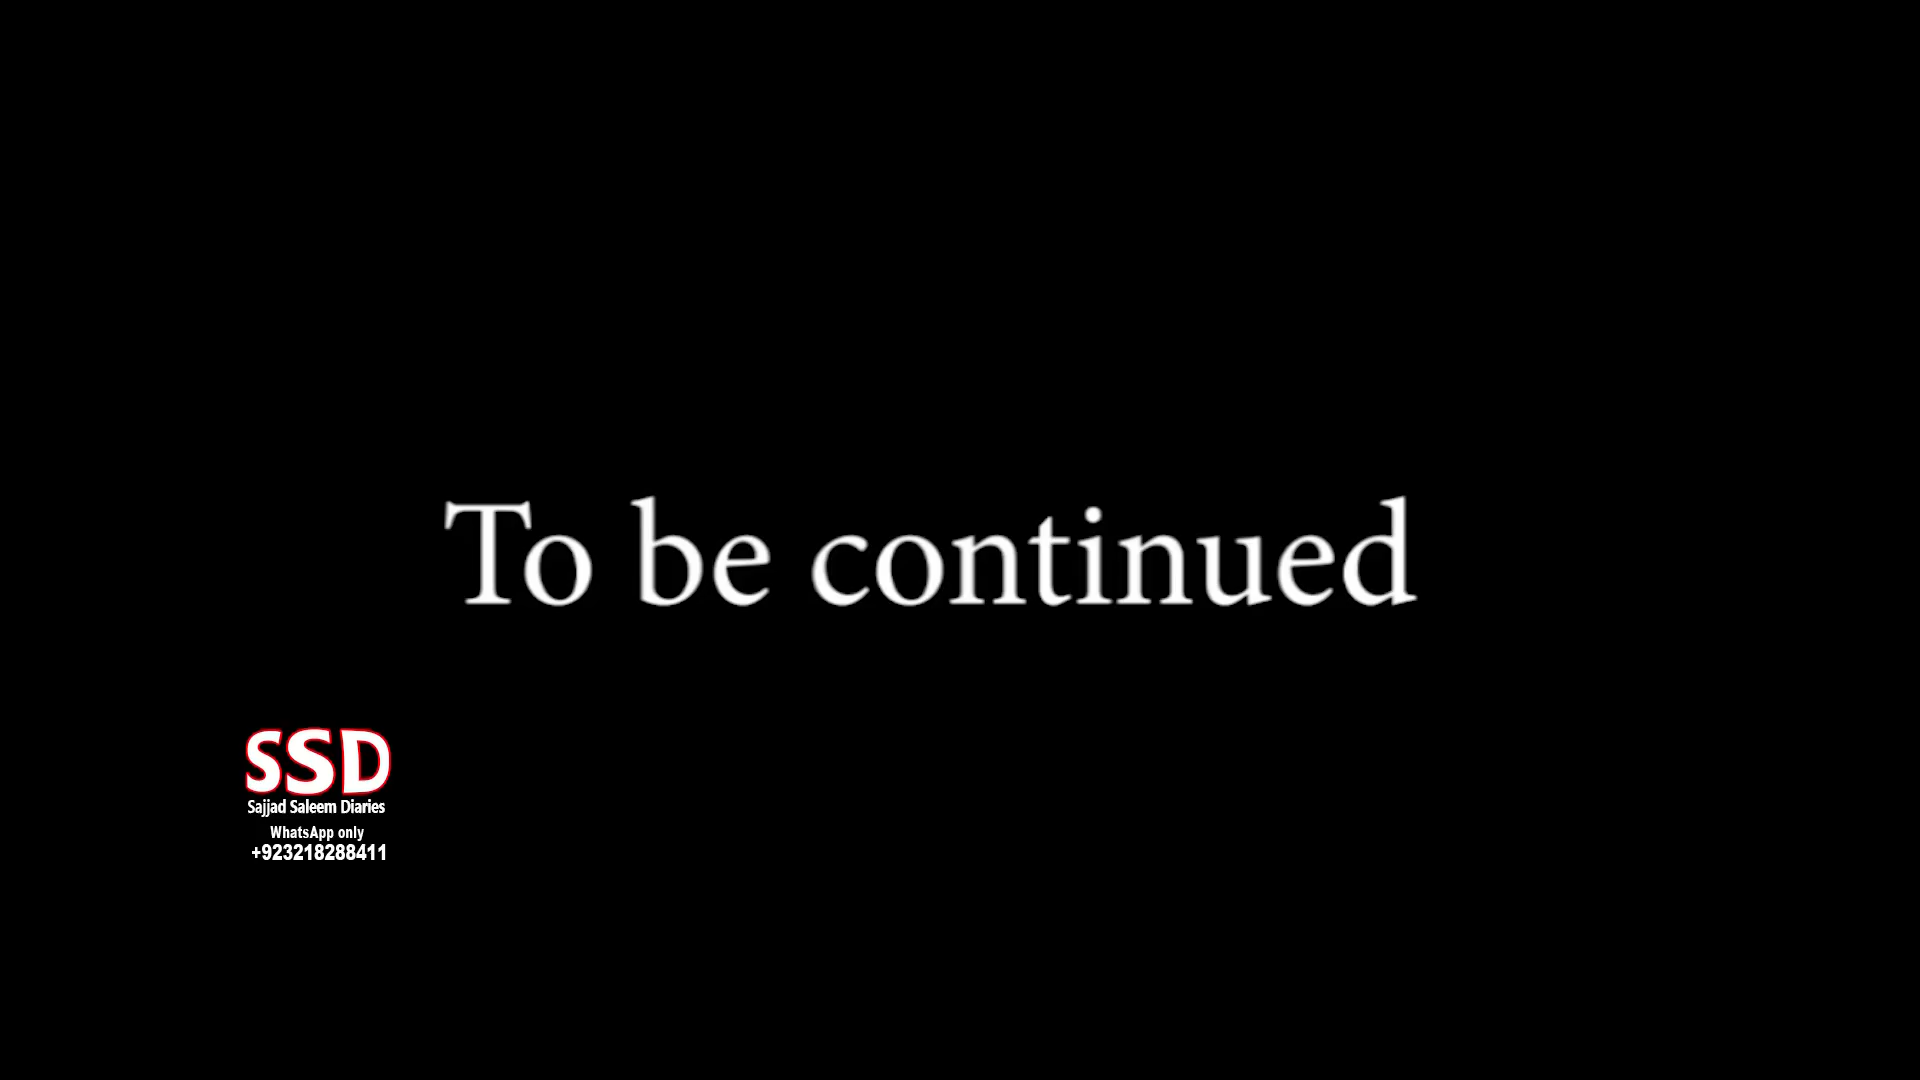 To be continued
SSD
Sajjad Saleem Diaries
WhatsApp only
+923218288411